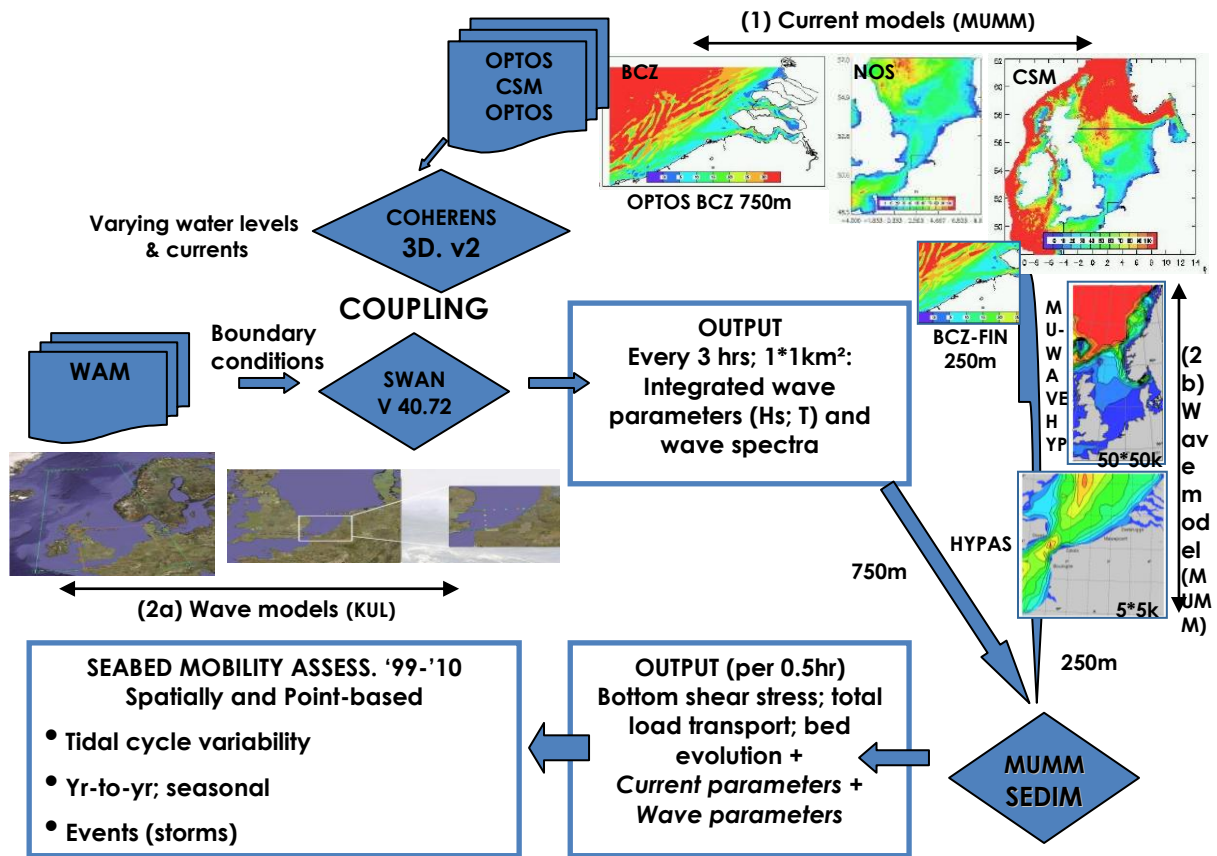 (1) Current models (MUMM)
OPTOS
CSM
OPTOS
BCZ
NOS
CSM
OPTOS BCZ 750m
Varying water levels
& currents
COHERENS
3D. v2
COUPLING
WAM
Boundary
conditions
SWAN
V 40.72
OUTPUT
Every 3 hrs; 1*1km²:
Integrated wave
parameters (Hs; T) and
wave spectra
BCZ-FIN
250m
M
U-
W
A
V
VE
H
YP
50*50k
HYPAS
5*5k
(2
b)
W
av
e
m
od
el
(M
UM
M)
(2a) Wave models (KUL)
750m
250m
MUMM
SEDIM
OUTPUT (per 0.5hr)
Bottom shear stress; total
load transport; bed
evolution +
Current parameters +
Wave parameters
SEABED MOBILITY ASSESS. ‘99-’10
Spatially and Point-based
• Tidal cycle variability
• Yr-to-yr; seasonal
• Events (storms)